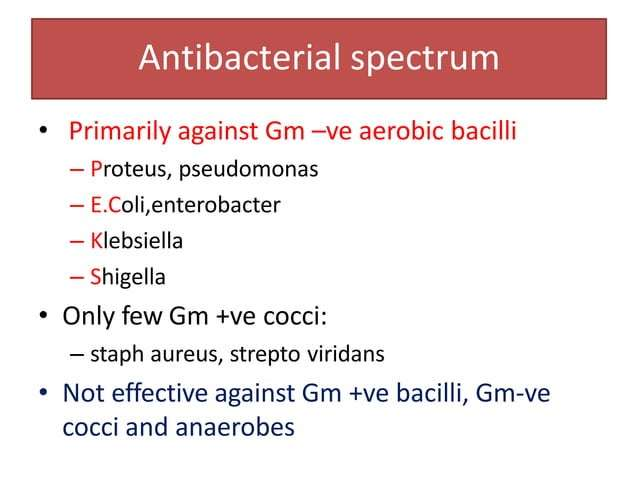 Antibacterial spectrum
• Primarily against Gm –ve aerobic bacilli
– Proteus, pseudomonas
– E.Coli,enterobacter
– Klebsiella
– Shigella
• Only few Gm +ve cocci:
– staph aureus, strepto viridans
• Not effective against Gm +ve bacilli, Gm-ve
cocci and anaerobes